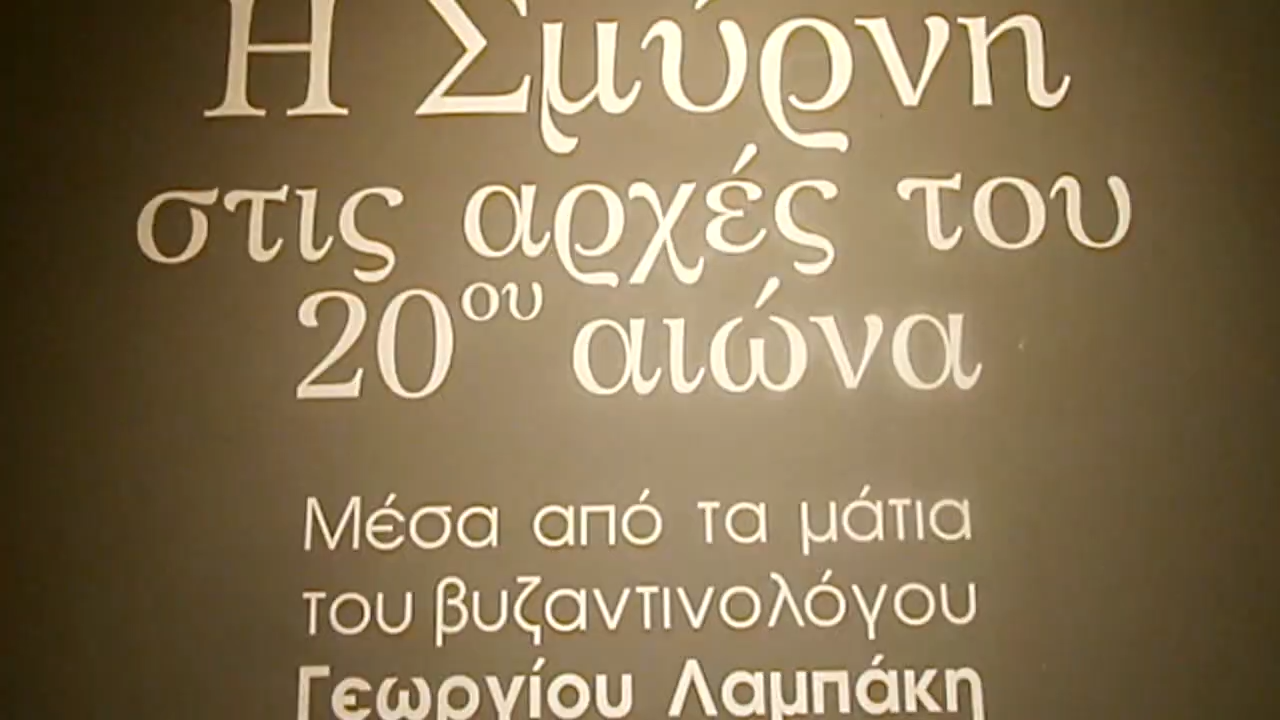 Η Σμύρνη
στις αρχές του
20ου αιώνα
Μέσα από τα μάτια
του βυζαντινολόγου
Γεωργίου Λαμπάκη